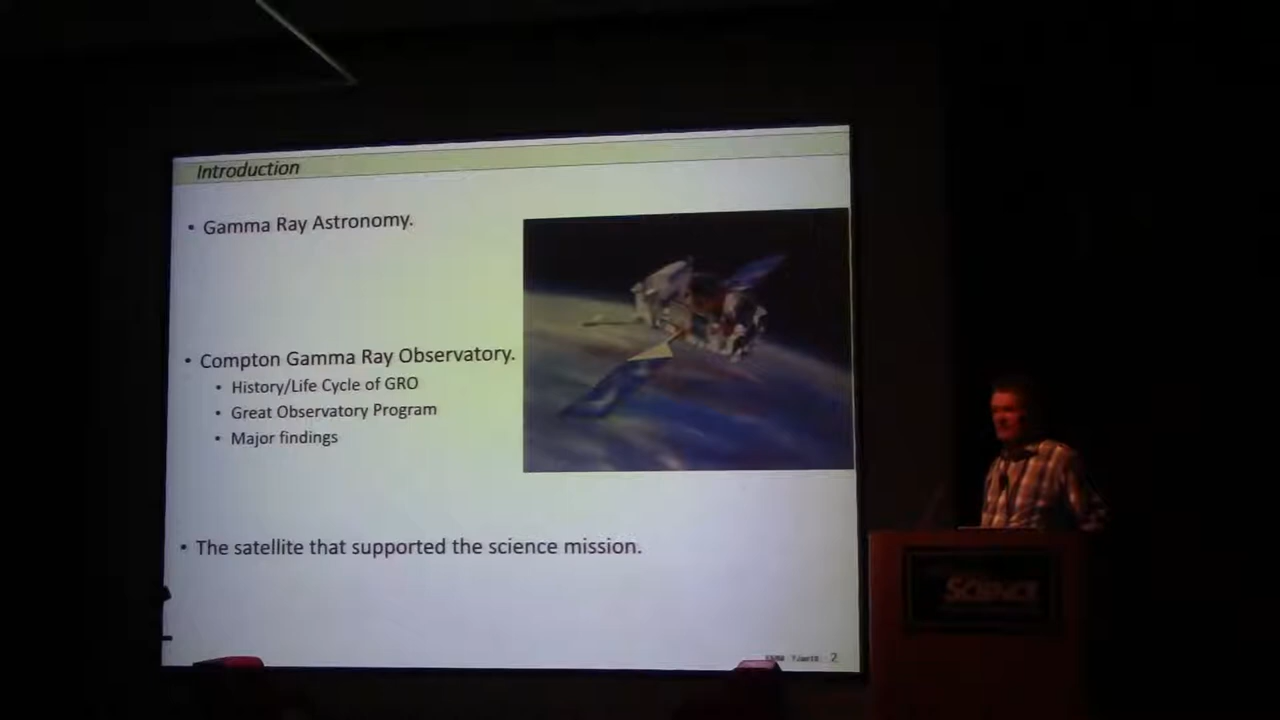 Introduction
• Gamma Ray Astronomy.
• Compton Gamma Ray Observatory.
• History/Life Cycle of GRO
• Great Observatory Program
• Major findings
• The satellite that supported the science mission.
2
SCIENCE